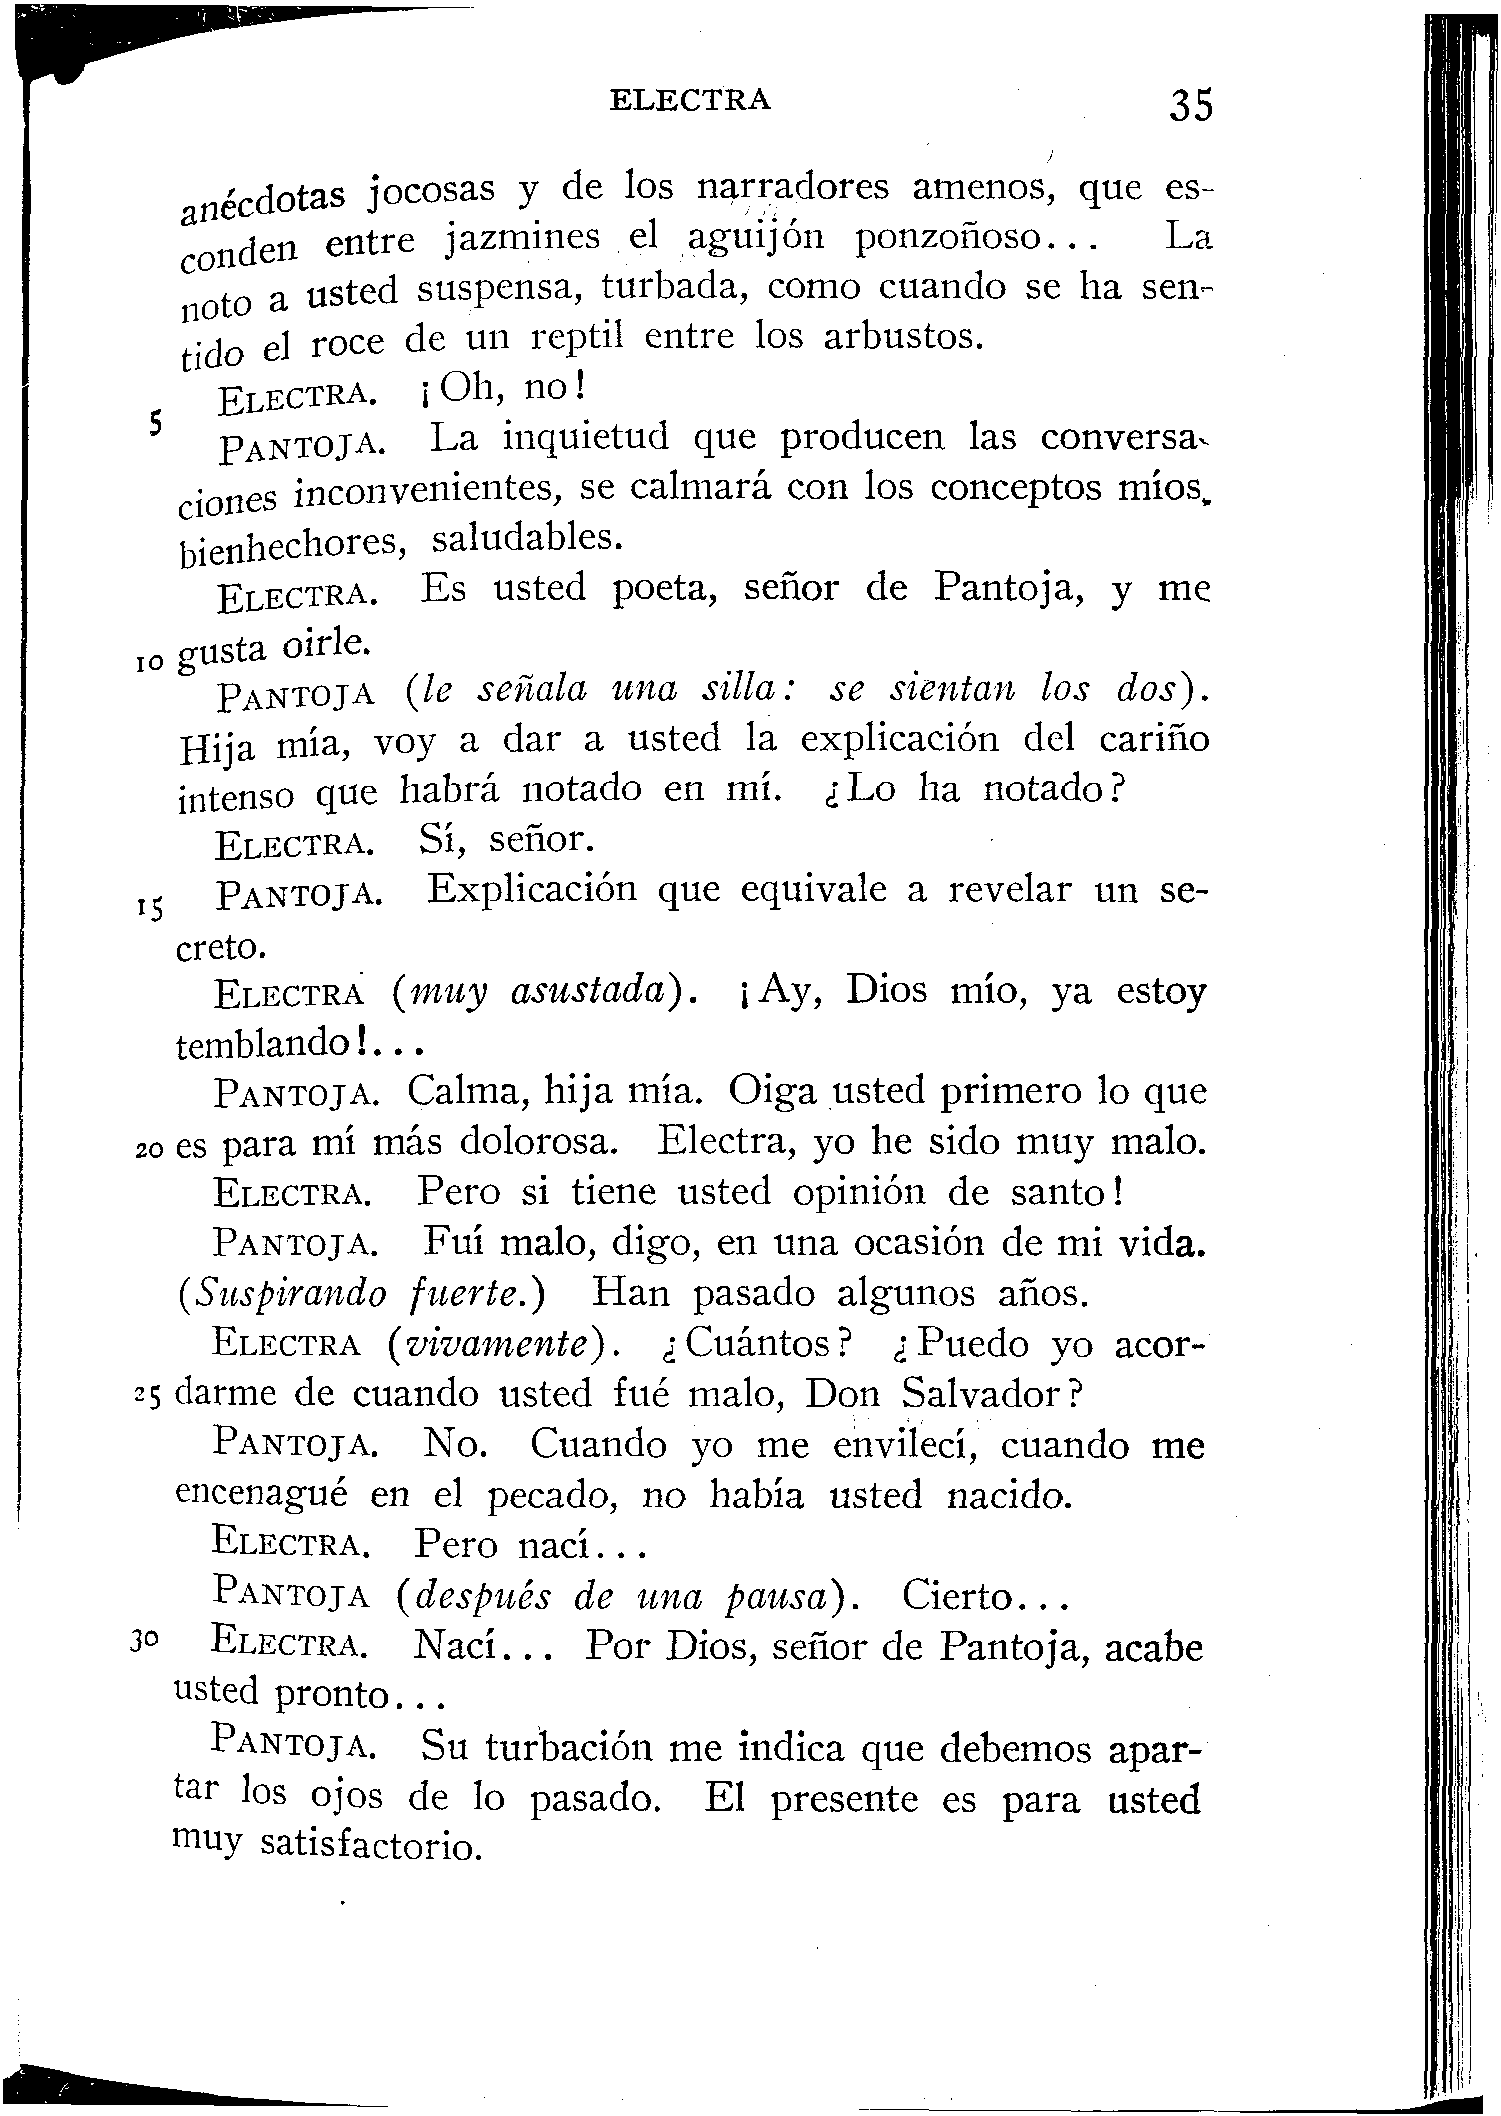 ELECTRA 35
anécdotas jocosas y de los narradores amenos, que es-
conden entre jazmines el aguijón ponzoñoso... La
noto a usted suspensa, turbada, como cuando se ha sen-
tido el roce de un reptil entre los arbustos.
5 ELECTRA. ¡Oh, no!
PANTOJA. La inquietud que producen las conversa-
ciones inconvenientes, se calmará con los conceptos míos,
bienhechores, saludables.
ELECTRA. Es usted poeta, señor de Pantoja, y me
10 gusta oirle.
PANTOJA (le señala una silla: se sientan los dos).
Hija mía, voy a dar a usted la explicación del cariño
intenso que habrá notado en mí. ¿Lo ha notado?
ELECTRA. Sí, señor.
15 PANTOJA. Explicación que equivale a revelar un se-
creto.
ELECTRA (muy asustada). ¡Ay, Dios mío, ya estoy
temblando!...
PANTOJA. Calma, hija mía. Oiga usted primero lo que
20 es para mí más dolorosa. Electra, yo he sido muy malo.
ELECTRA. Pero si tiene usted opinión de santo!
PANTOJA. Fuí malo, digo, en una ocasión de mi vida.
(Suspirando fuerte.) Han pasado algunos años.
ELECTRA (vivamente). ¿Cuántos? ¿Puedo yo acor-
25 darme de cuando usted fué malo, Don Salvador?
PANTOJA. No. Cuando yo me envilecí, cuando me
encenagué en el pecado, no había usted nacido.
ELECTRA. Pero nací...
PANTOJA (después de una pausa). Cierto...
30 ELECTRA. Nací... Por Dios, señor de Pantoja, acabe
usted pronto...
PANTOJA. Su turbación me indica que debemos apar-
tar los ojos de lo pasado. El presente es para usted
muy satisfactorio.